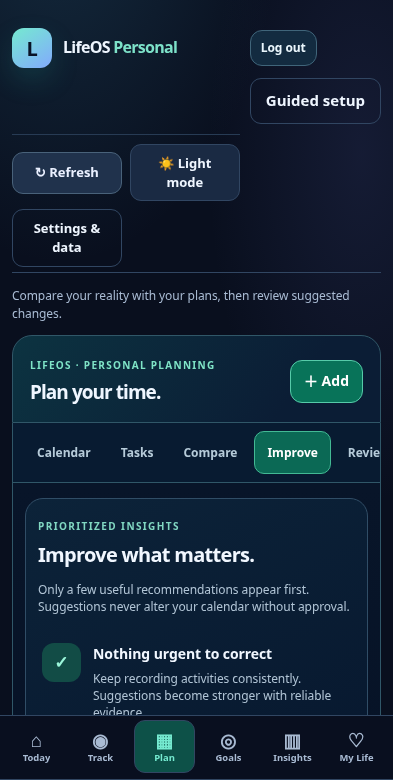 L
LifeOS Personal
Log out
Guided setup
↻ Refresh
☀️ Light
mode
Settings &
data
Compare your reality with your plans, then review suggested
changes.
LIFEOS · PERSONAL PLANNING
Plan your time.
+ Add
Calendar
Tasks
Compare
Improve
Revie
PRIORITIZED INSIGHTS
Improve what matters.
Only a few useful recommendations appear first.
Suggestions never alter your calendar without approval.
✓
Nothing urgent to correct
Keep recording activities consistently.
Suggestions become stronger with reliable
evidence.
Today
Track
Plan
Goals
Insights
My Life